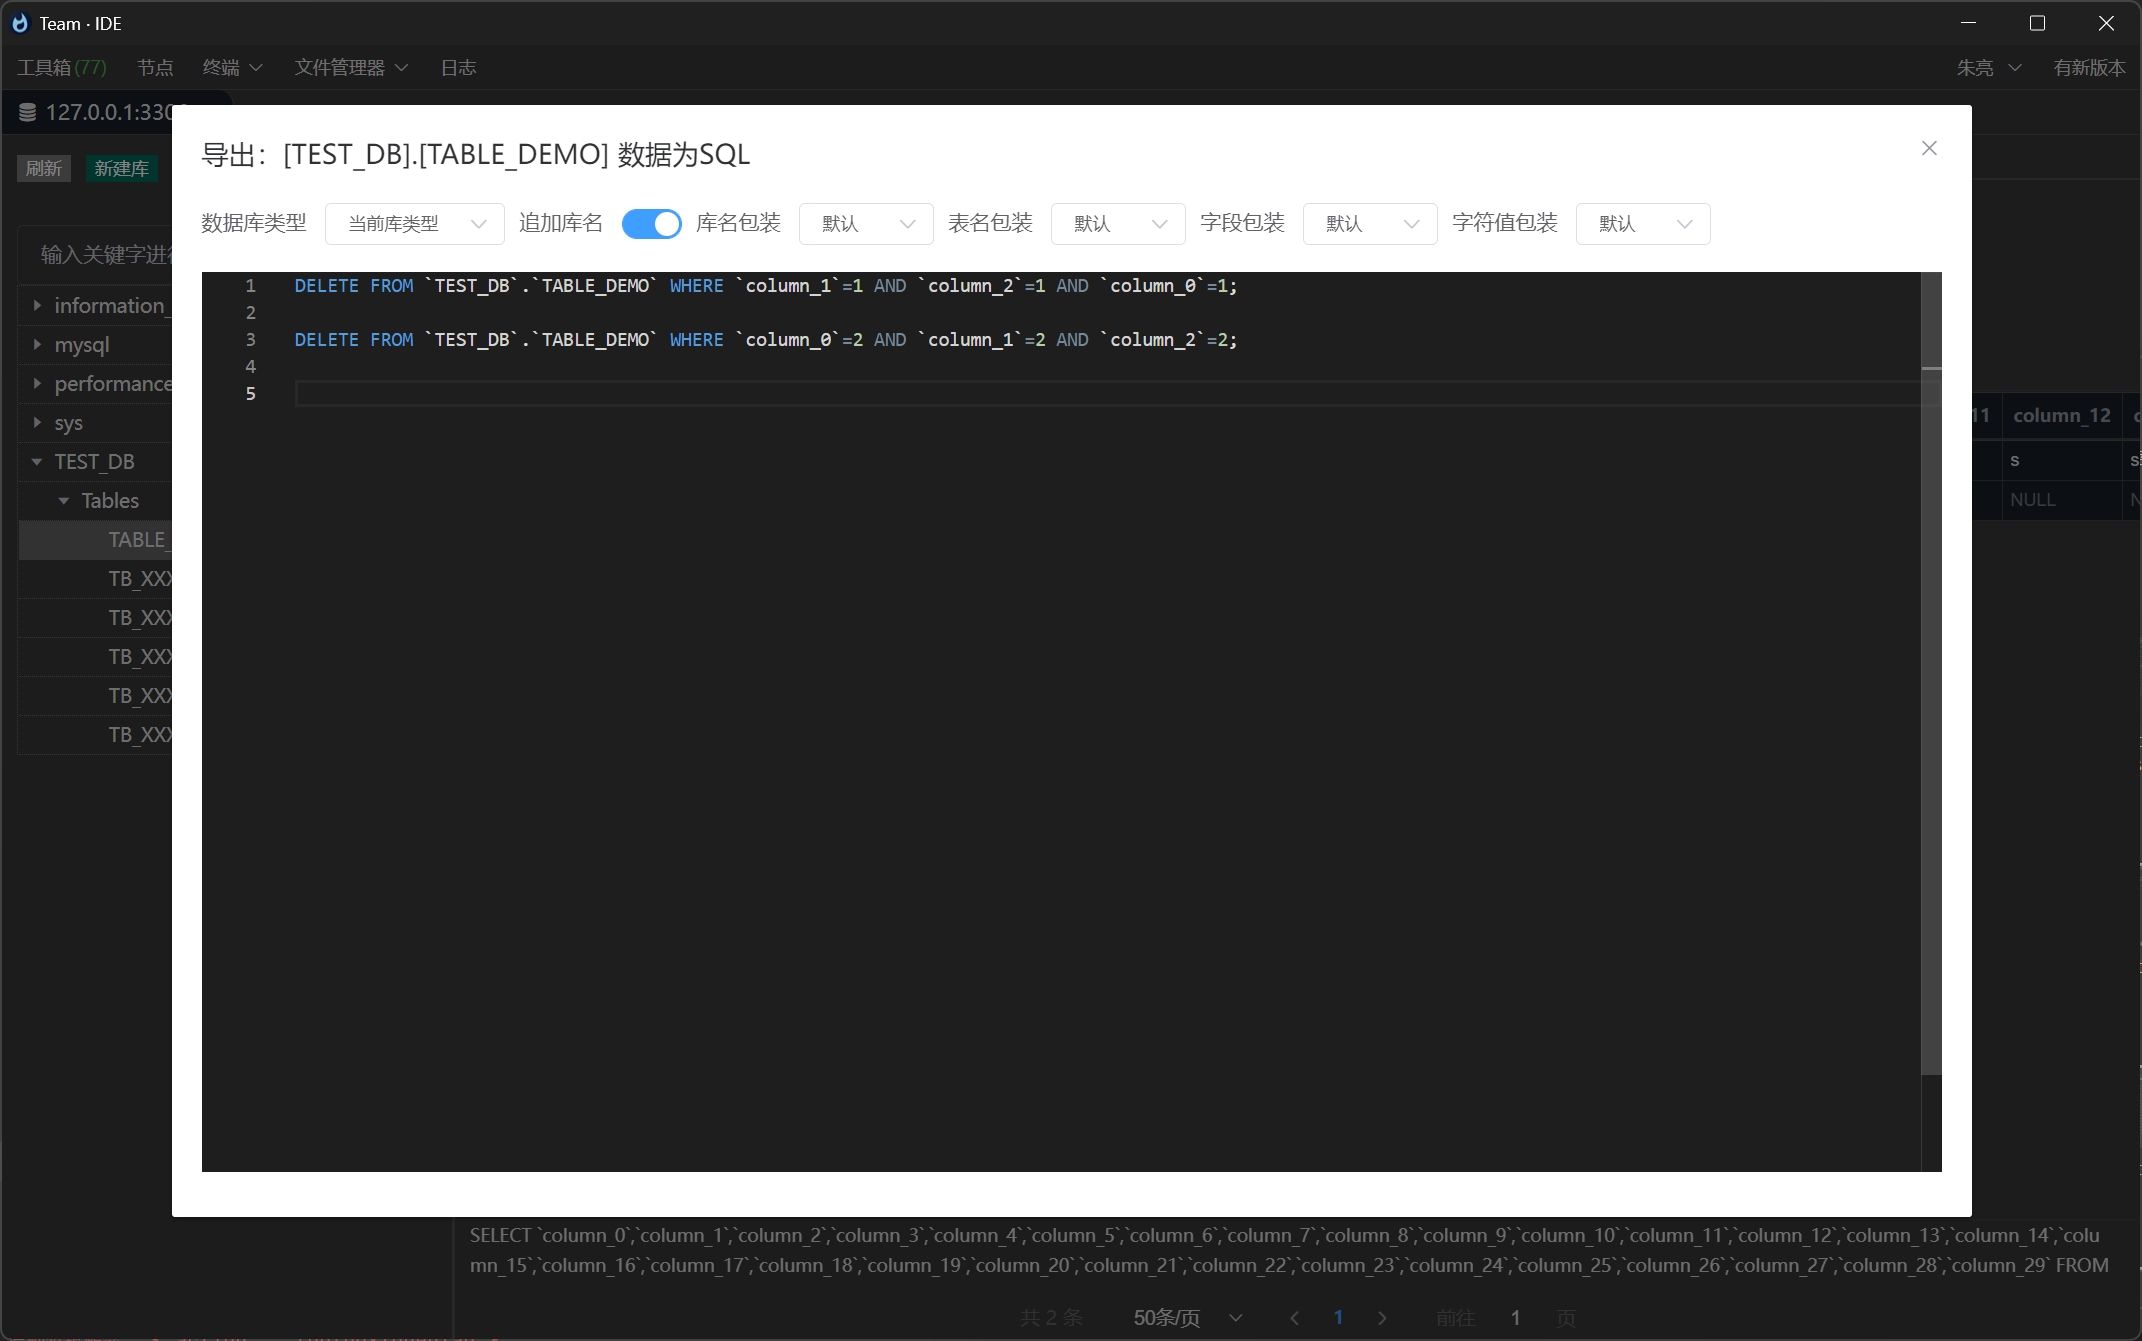 Team · IDE
工具箱(77) 节点 终端 文件管理器 日志 朱亮 有新版本
127.0.0.1:330
刷新 新建库
导出：[TEST_DB].[TABLE_DEMO] 数据为SQL
数据库类型 当前库类型 追加库名 库名包装 默认 表名包装 默认 字段包装 默认 字符值包装 默认
输入关键字进行
information_
mysql
performance
sys
TEST_DB
Tables
TABLE_
TB_XXX
TB_XXX
TB_XXX
TB_XXX
TB_XXX
1 DELETE FROM `TEST_DB`.`TABLE_DEMO` WHERE `column_1`=1 AND `column_2`=1 AND `column_0`=1;
2
3 DELETE FROM `TEST_DB`.`TABLE_DEMO` WHERE `column_0`=2 AND `column_1`=2 AND `column_2`=2;
4
5
11 column_12 c
s s
NULL N
SELECT `column_0`,`column_1`,`column_2`,`column_3`,`column_4`,`column_5`,`column_6`,`column_7`,`column_8`,`column_9`,`column_10`,`column_11`,`column_12`,`column_13`,`column_14`,`colu
mn_15`,`column_16`,`column_17`,`column_18`,`column_19`,`column_20`,`column_21`,`column_22`,`column_23`,`column_24`,`column_25`,`column_26`,`column_27`,`column_28`,`column_29` FROM
共 2 条 50条/页 1 前往 1 页